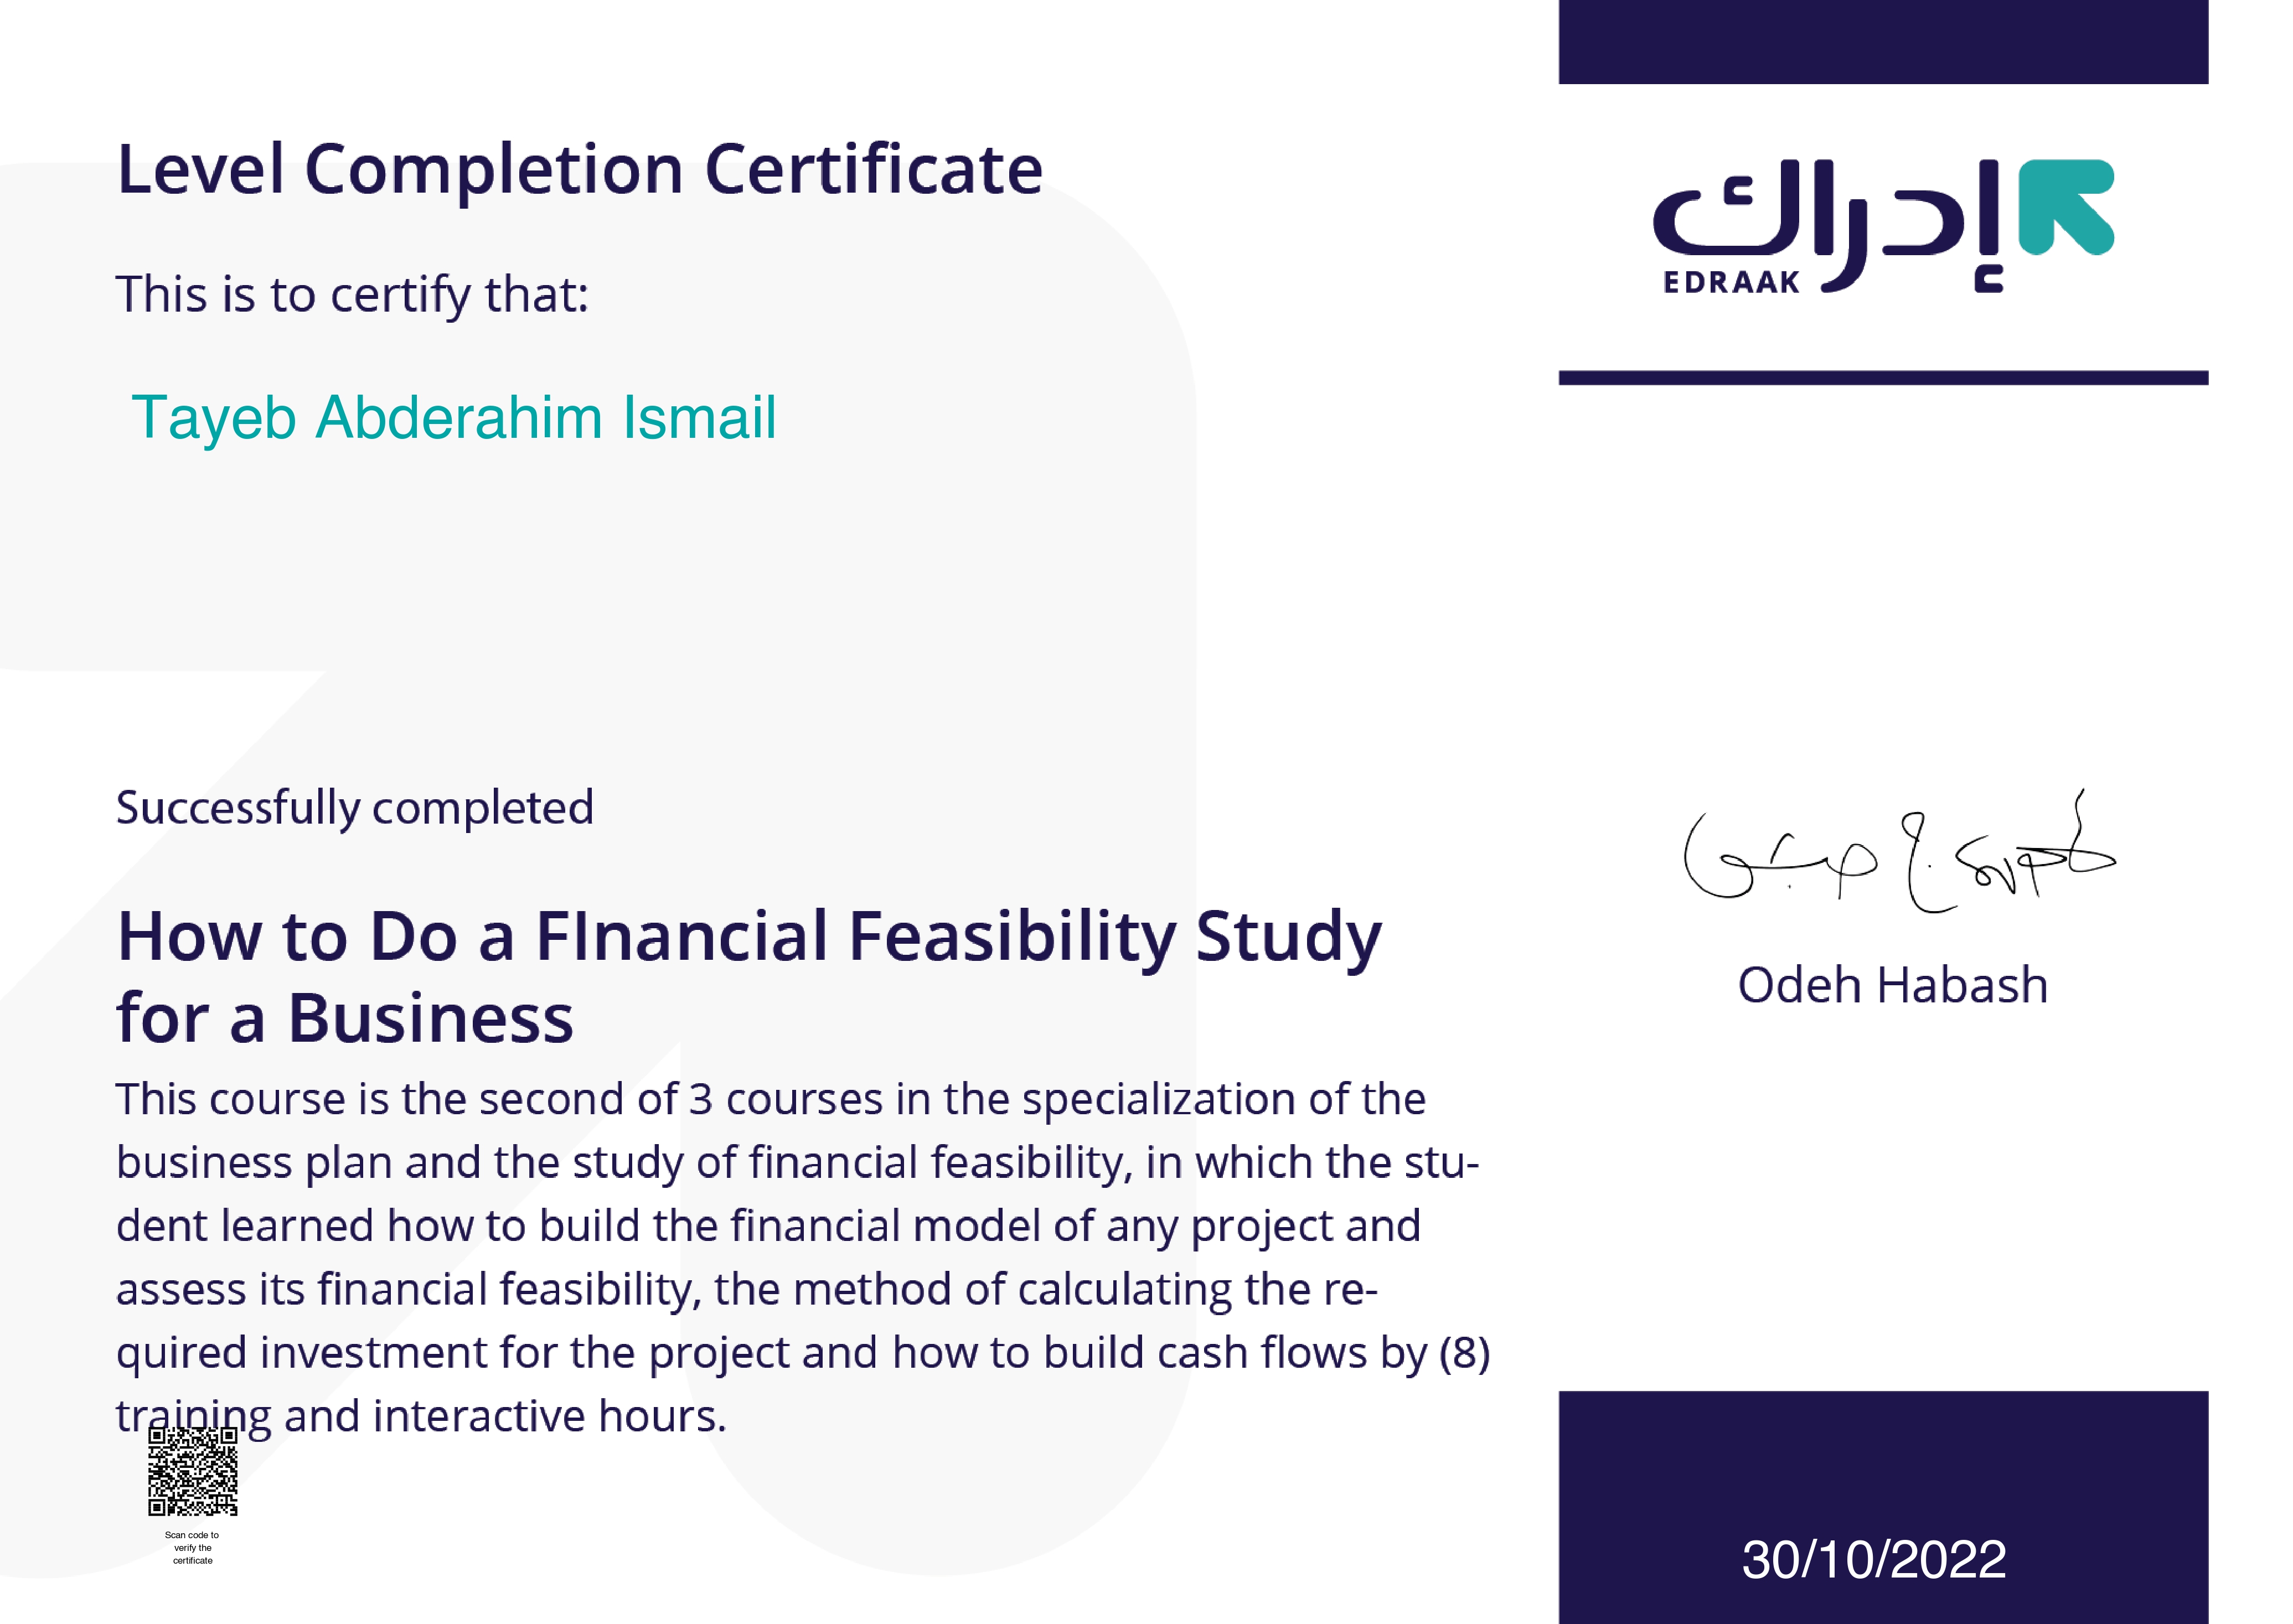 Level Completion Certificate
This is to certify that:
Tayeb Abderahim Ismail
Successfully completed
How to Do a FInancial Feasibility Study
for a Business
This course is the second of 3 courses in the specialization of the
business plan and the study of financial feasibility, in which the stu-
dent learned how to build the financial model of any project and
assess its financial feasibility, the method of calculating the re-
quired investment for the project and how to build cash flows by (8)
training and interactive hours.
Scan code to
verify the
certificate
إدراك
EDRAAK
Odeh Habash
30/10/2022